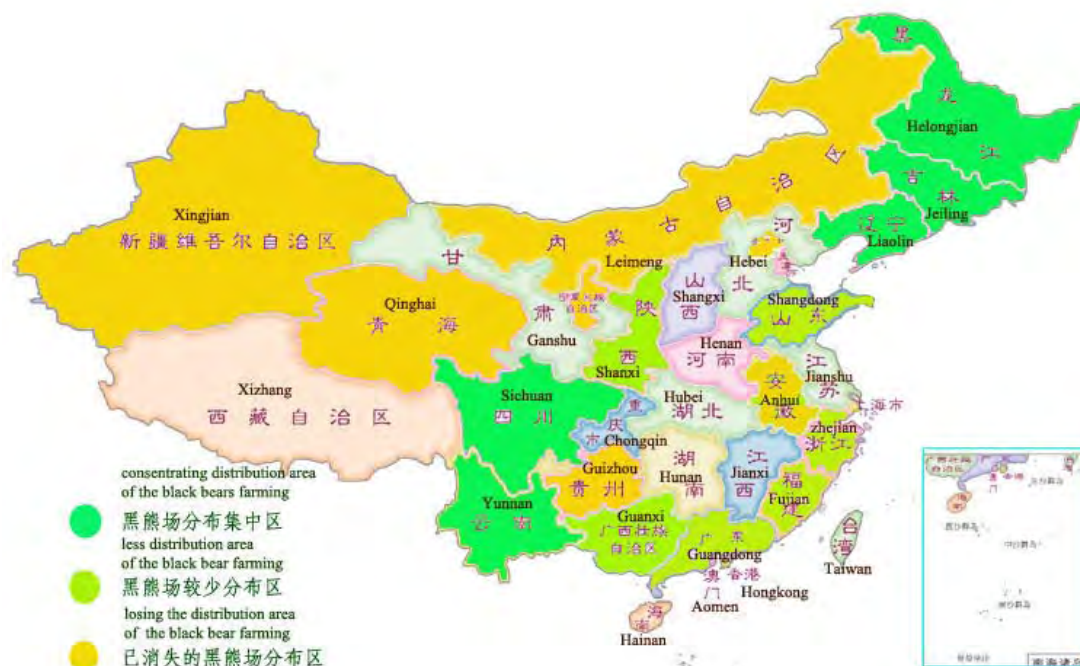 黑
龙
Helongjian
江
吉
林
Jeiling
辽宁
Liaolin
Xingjian
新疆维吾尔自治区
内蒙古自治区
Leimeng
甘
肃
Ganshu
Qinghai
青海
河
Hebei
北
山
Shangxi
西
陕
西
Shanxi
Shangdong
山东
自治区
Henan
河南
江
Jianshu
苏
安
Anhui
徽
上海市
zhejian
浙江
Xizhang
西藏自治区
Sichuan
四川
重
庆
市
Chongqin
Hubei
湖北
湖
Hunan
南
江
Jianxi
西
福
Fujian
建
Guizhou
贵州
Yunnan
云南
Guanxi
广西壮族
自治区
广东
Guangdong
香港
Hongkong
澳
门
Aomen
海
南
Hainan
台
湾
Taiwan
consentrating distribution area
of the black bears farming
黑熊场分布集中区
less distribution area
of the black bear farming
黑熊场较少分布区
losing the distribution area
of the black bear farming
已消失的黑熊场分布区
自治区